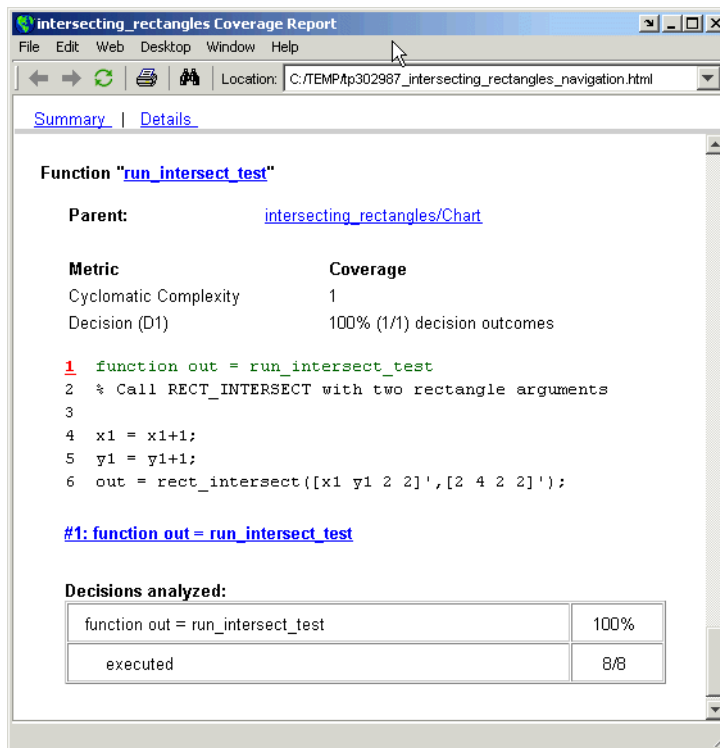 intersecting_rectangles Coverage Report
File Edit Web Desktop Window Help
Location: C:/TEMP/tp302987_intersecting_rectangles_navigation.html
Summary | Details
Function "run_intersect_test"
Parent: intersecting_rectangles/Chart
Metric Coverage
Cyclomatic Complexity 1
Decision (D1) 100% (1/1) decision outcomes
1 function out = run_intersect_test
2 % Call RECT_INTERSECT with two rectangle arguments
3
4 x1 = x1+1;
5 y1 = y1+1;
6 out = rect_intersect([x1 y1 2 2]',[2 4 2 2]');
#1: function out = run_intersect_test
Decisions analyzed:
function out = run_intersect_test 100%
executed 8/8